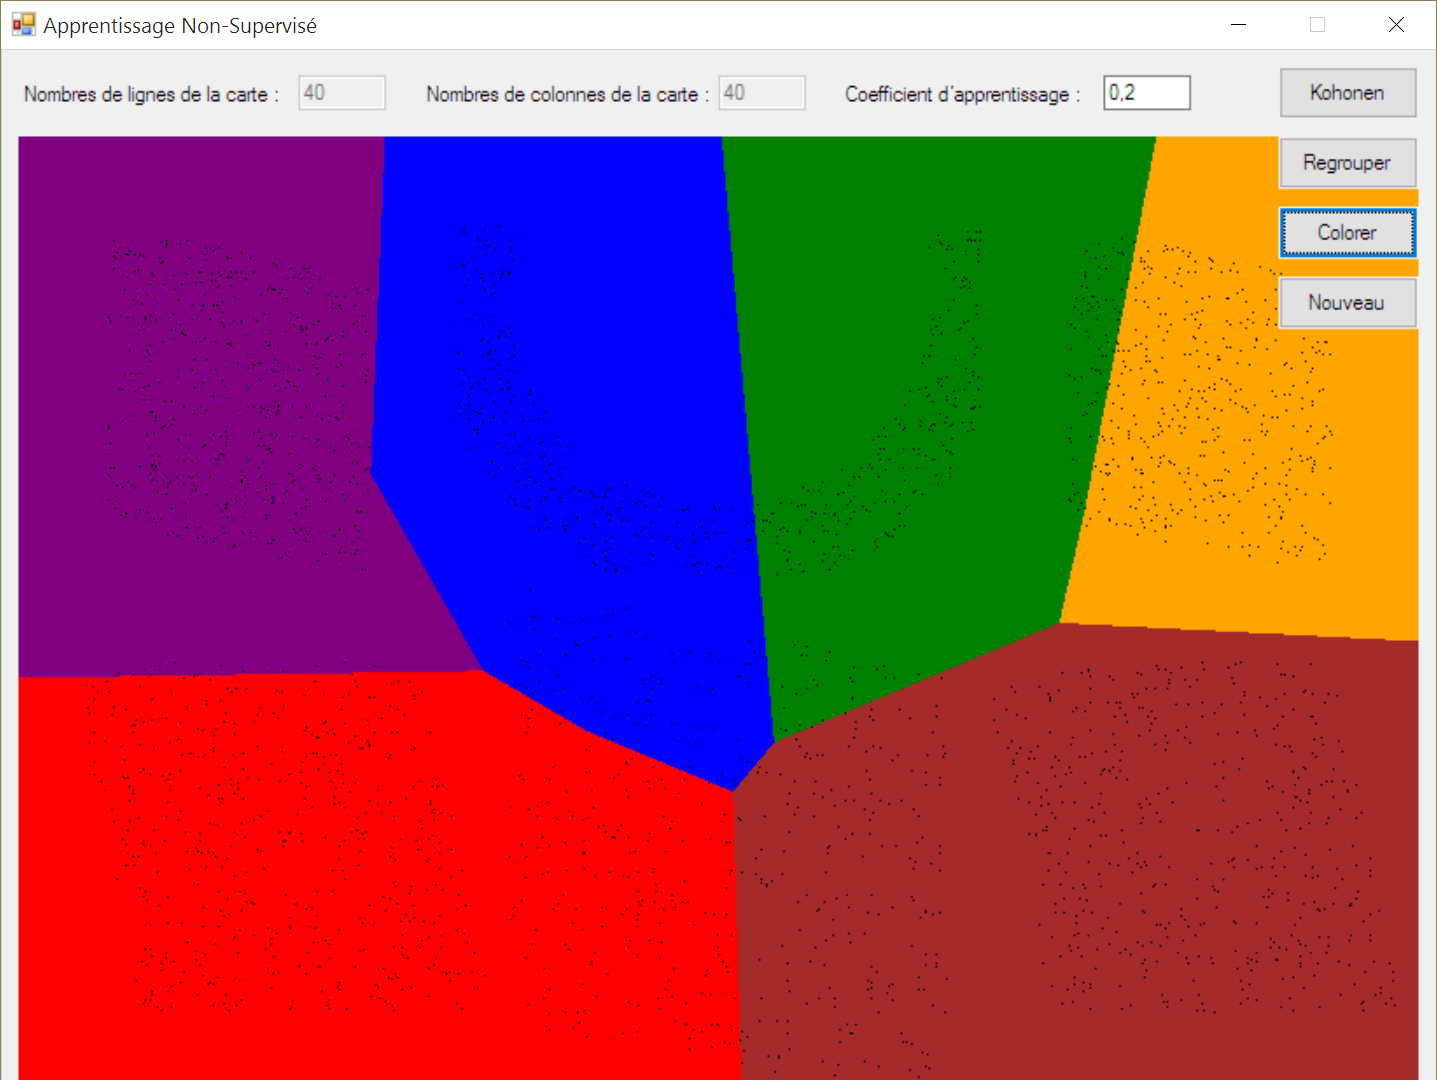 Apprentissage Non-Supervisé
Nombres de lignes de la carte : 40 Nombres de colonnes de la carte : 40 Coefficient d'apprentissage : 0,2 Kohonen
Regrouper
Colorer
Nouveau